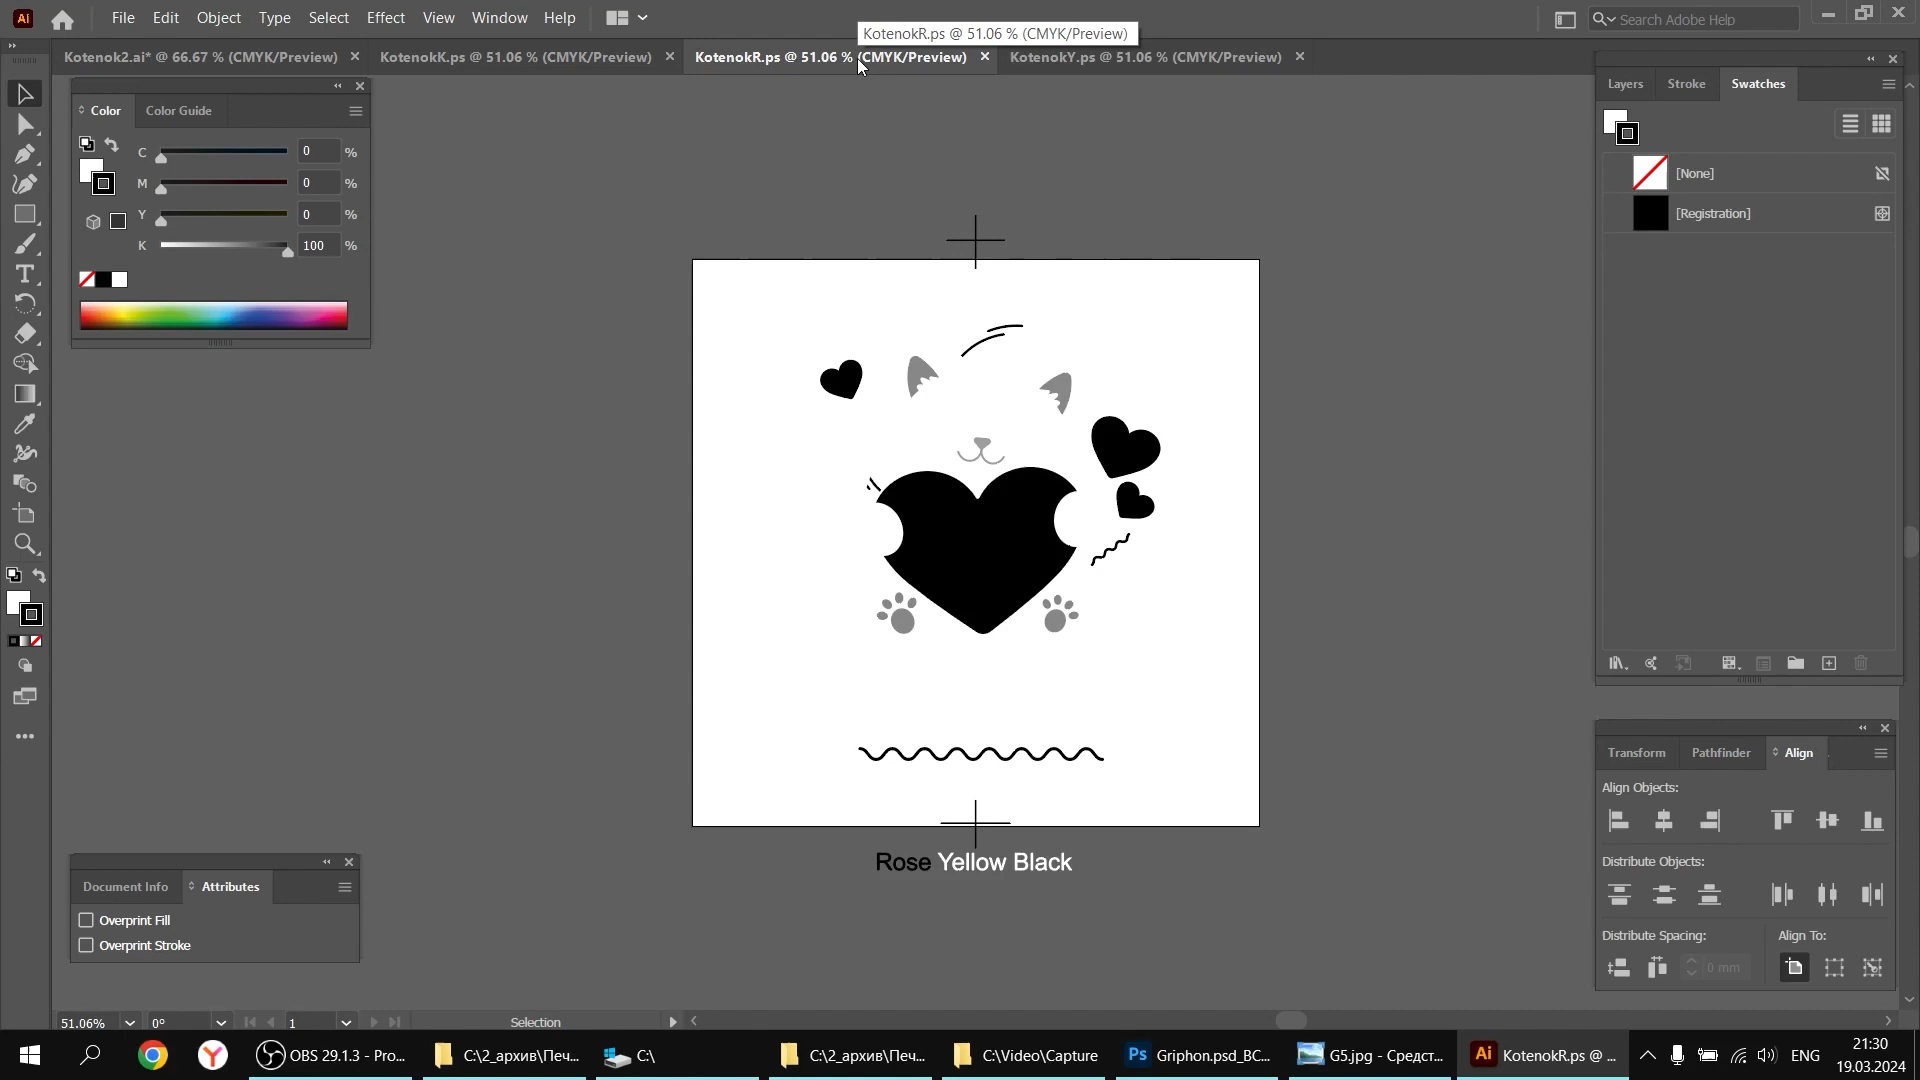 Ai File Edit Object Type Select Effect View Window Help Search Adobe Help
KotenokR.ps @ 51.06 % (CMYK/Preview)
Kotenok2.ai* @ 66.67 % (CMYK/Preview) KotenokK.ps @ 51.06 % (CMYK/Preview) KotenokR.ps @ 51.06 % (CMYK/Preview) KotenokY.ps @ 51.06 % (CMYK/Preview)
Color Color Guide
C 0 %
M 0 %
Y 0 %
K 100 %
Layers Stroke Swatches
[None]
[Registration]
Rose Yellow Black
Document Info Attributes
Overprint Fill
Overprint Stroke
Transform Pathfinder Align
Align Objects:
Distribute Objects:
Distribute Spacing: Align To:
0 mm
51.06% 0° 1 Selection
OBS 29.1.3 - Pro... C:\2_архив\Печ... C:\ C:\2_архив\Печ... C:\Video\Capture Ps Griphon.psd_BC... G5.jpg - Средст... Ai KotenokR.ps @ ... ENG
21:30
19.03.2024